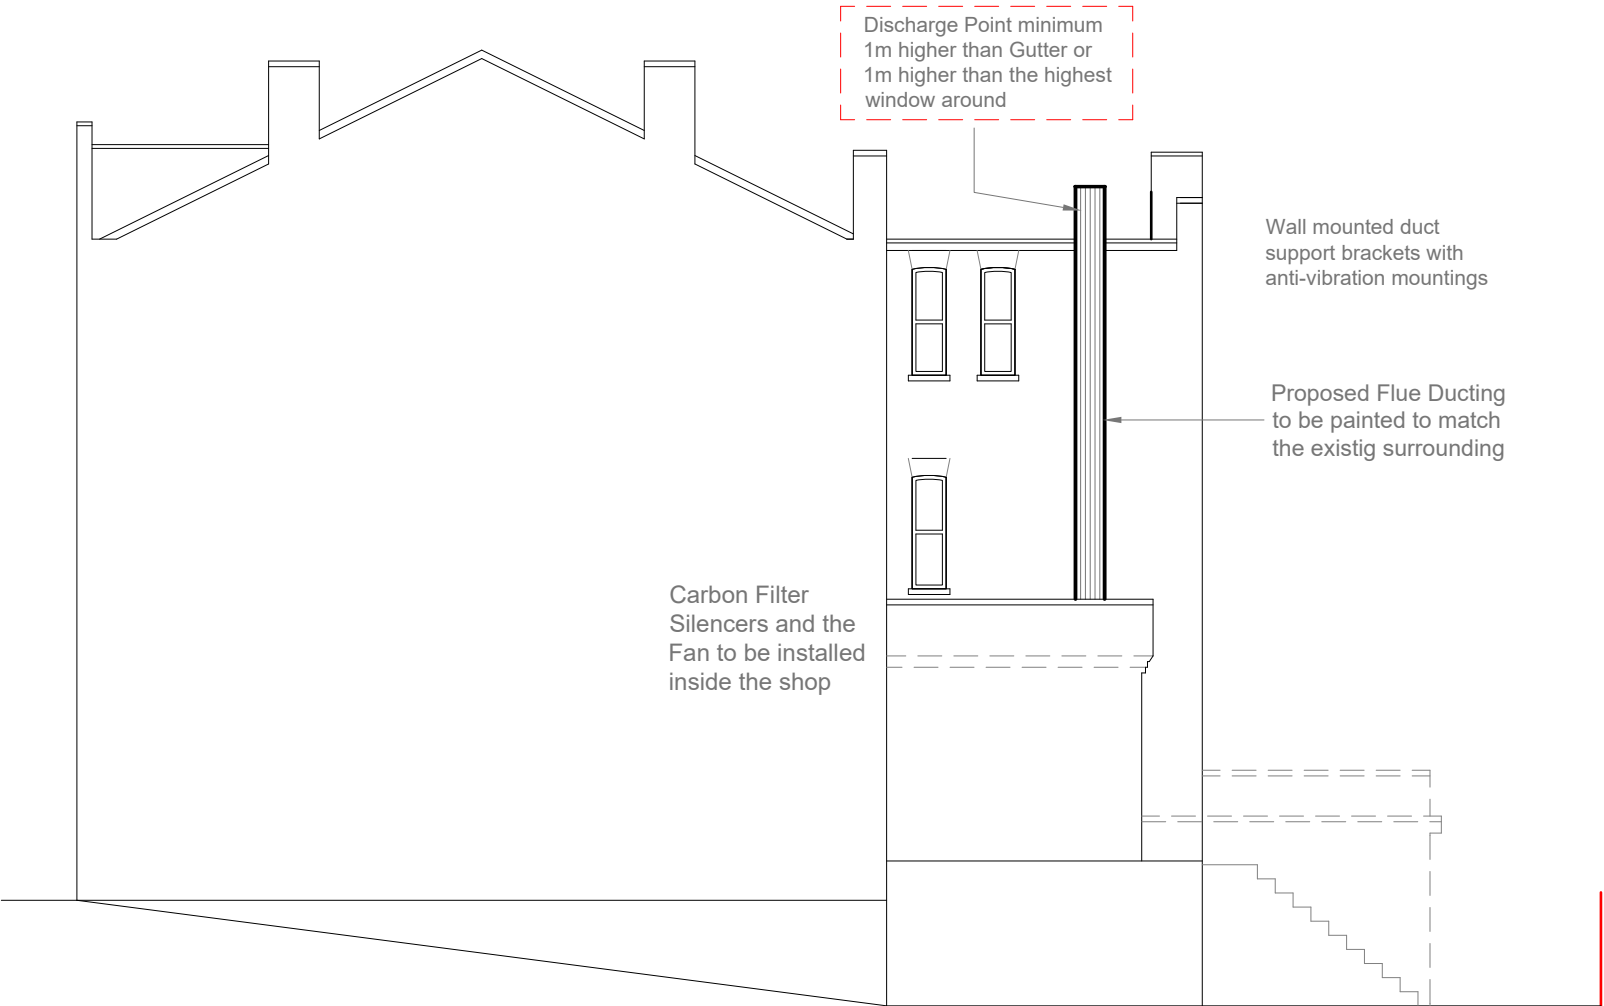 Discharge Point minimum
1m higher than Gutter or
1m higher than the highest
window around
Wall mounted duct
support brackets with
anti-vibration mountings
Proposed Flue Ducting
to be painted to match
the existig surrounding
Carbon Filter
Silencers and the
Fan to be installed
inside the shop